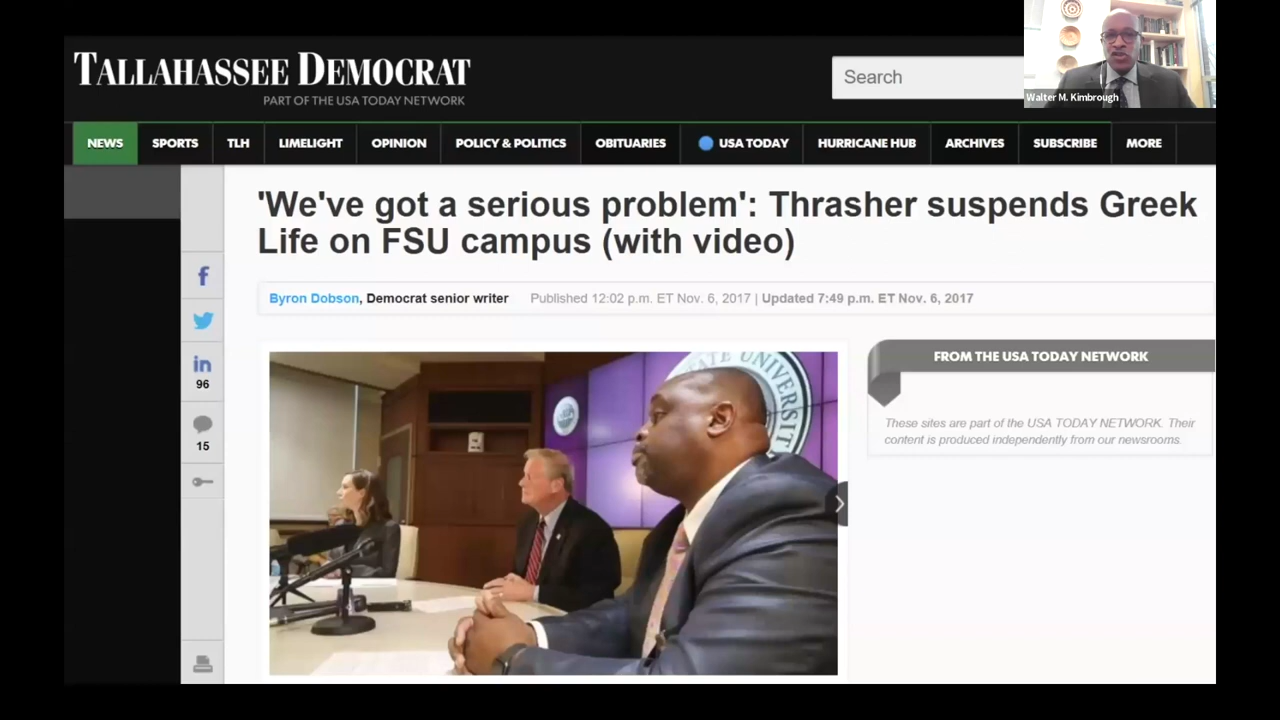 TALLAHASSEE DEMOCRAT
PART OF THE USA TODAY NETWORK
Search
Walter M. Kimbrough
NEWS SPORTS TLH LIMELIGHT OPINION POLICY & POLITICS OBITUARIES USA TODAY HURRICANE HUB ARCHIVES SUBSCRIBE MORE
'We've got a serious problem': Thrasher suspends Greek
Life on FSU campus (with video)
Byron Dobson, Democrat senior writer Published 12:02 p.m. ET Nov. 6, 2017 | Updated 7:49 p.m. ET Nov. 6, 2017
f
in
96
15
FROM THE USA TODAY NETWORK
These sites are part of the USA TODAY NETWORK. Their
content is produced independently from our newsrooms.
UNIVERSIT